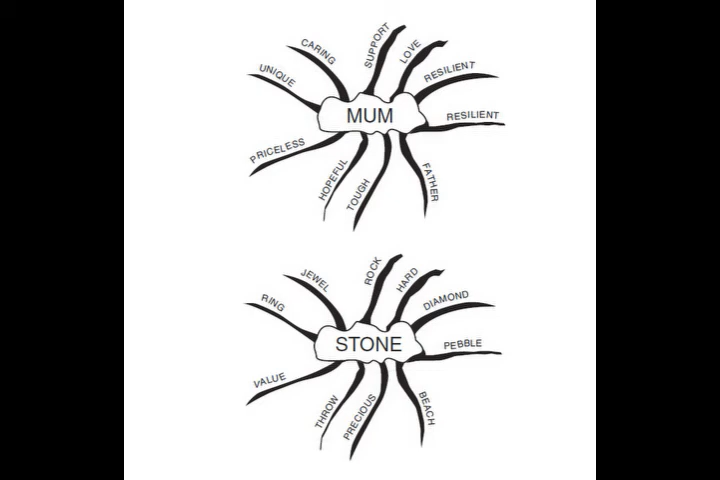 SUPPORT
LOVE
CARING
RESILIENT
UNIQUE
RESILIENT
MUM
PRICELESS
HOPEFUL
TOUGH
FATHER
ROCK
HARD
JEWEL
DIAMOND
RING
PEBBLE
STONE
VALUE
THROW
PRECIOUS
BEACH